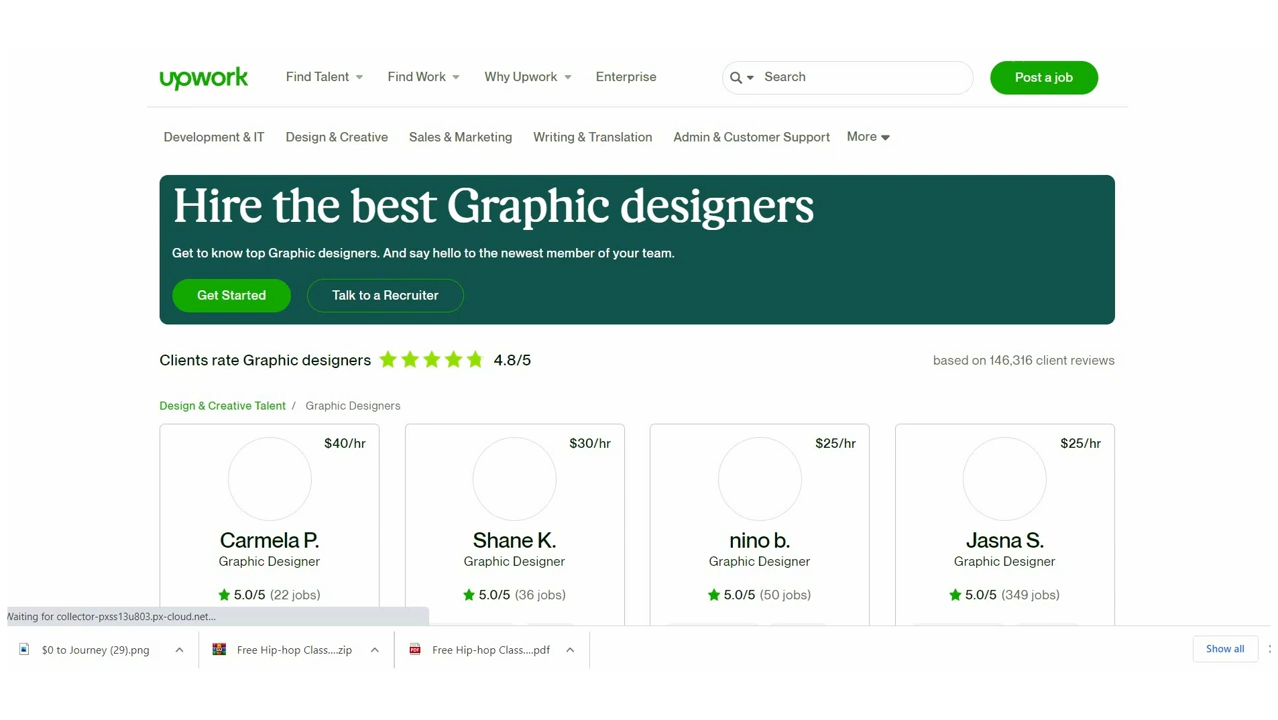 upwork Find Talent Find Work Why Upwork Enterprise Search Post a job
Development & IT Design & Creative Sales & Marketing Writing & Translation Admin & Customer Support More
Hire the best Graphic designers
Get to know top Graphic designers. And say hello to the newest member of your team.
Get Started Talk to a Recruiter
Clients rate Graphic designers 4.8/5 based on 146,316 client reviews
Design & Creative Talent / Graphic Designers
$40/hr $30/hr $25/hr $25/hr
Carmela P. Shane K. nino b. Jasna S.
Graphic Designer Graphic Designer Graphic Designer Graphic Designer
5.0/5 (22 jobs) 5.0/5 (36 jobs) 5.0/5 (50 jobs) 5.0/5 (349 jobs)
Waiting for collector-pxss13u803.px-cloud.net...
$0 to Journey (29).png Free Hip-hop Class....zip PDF Free Hip-hop Class....pdf Show all